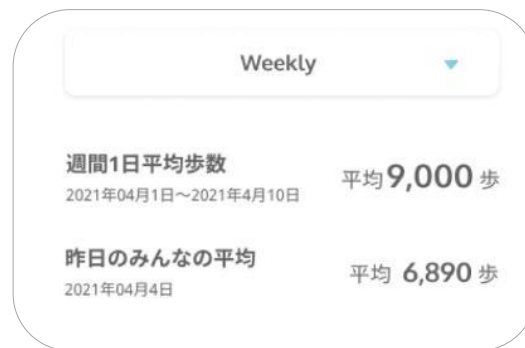 Weekly
週間1日平均歩数
平均9,000 歩
2021年04月1日～2021年4月10日
昨日のみんなの平均
平均 6,890 歩
2021年04月4日